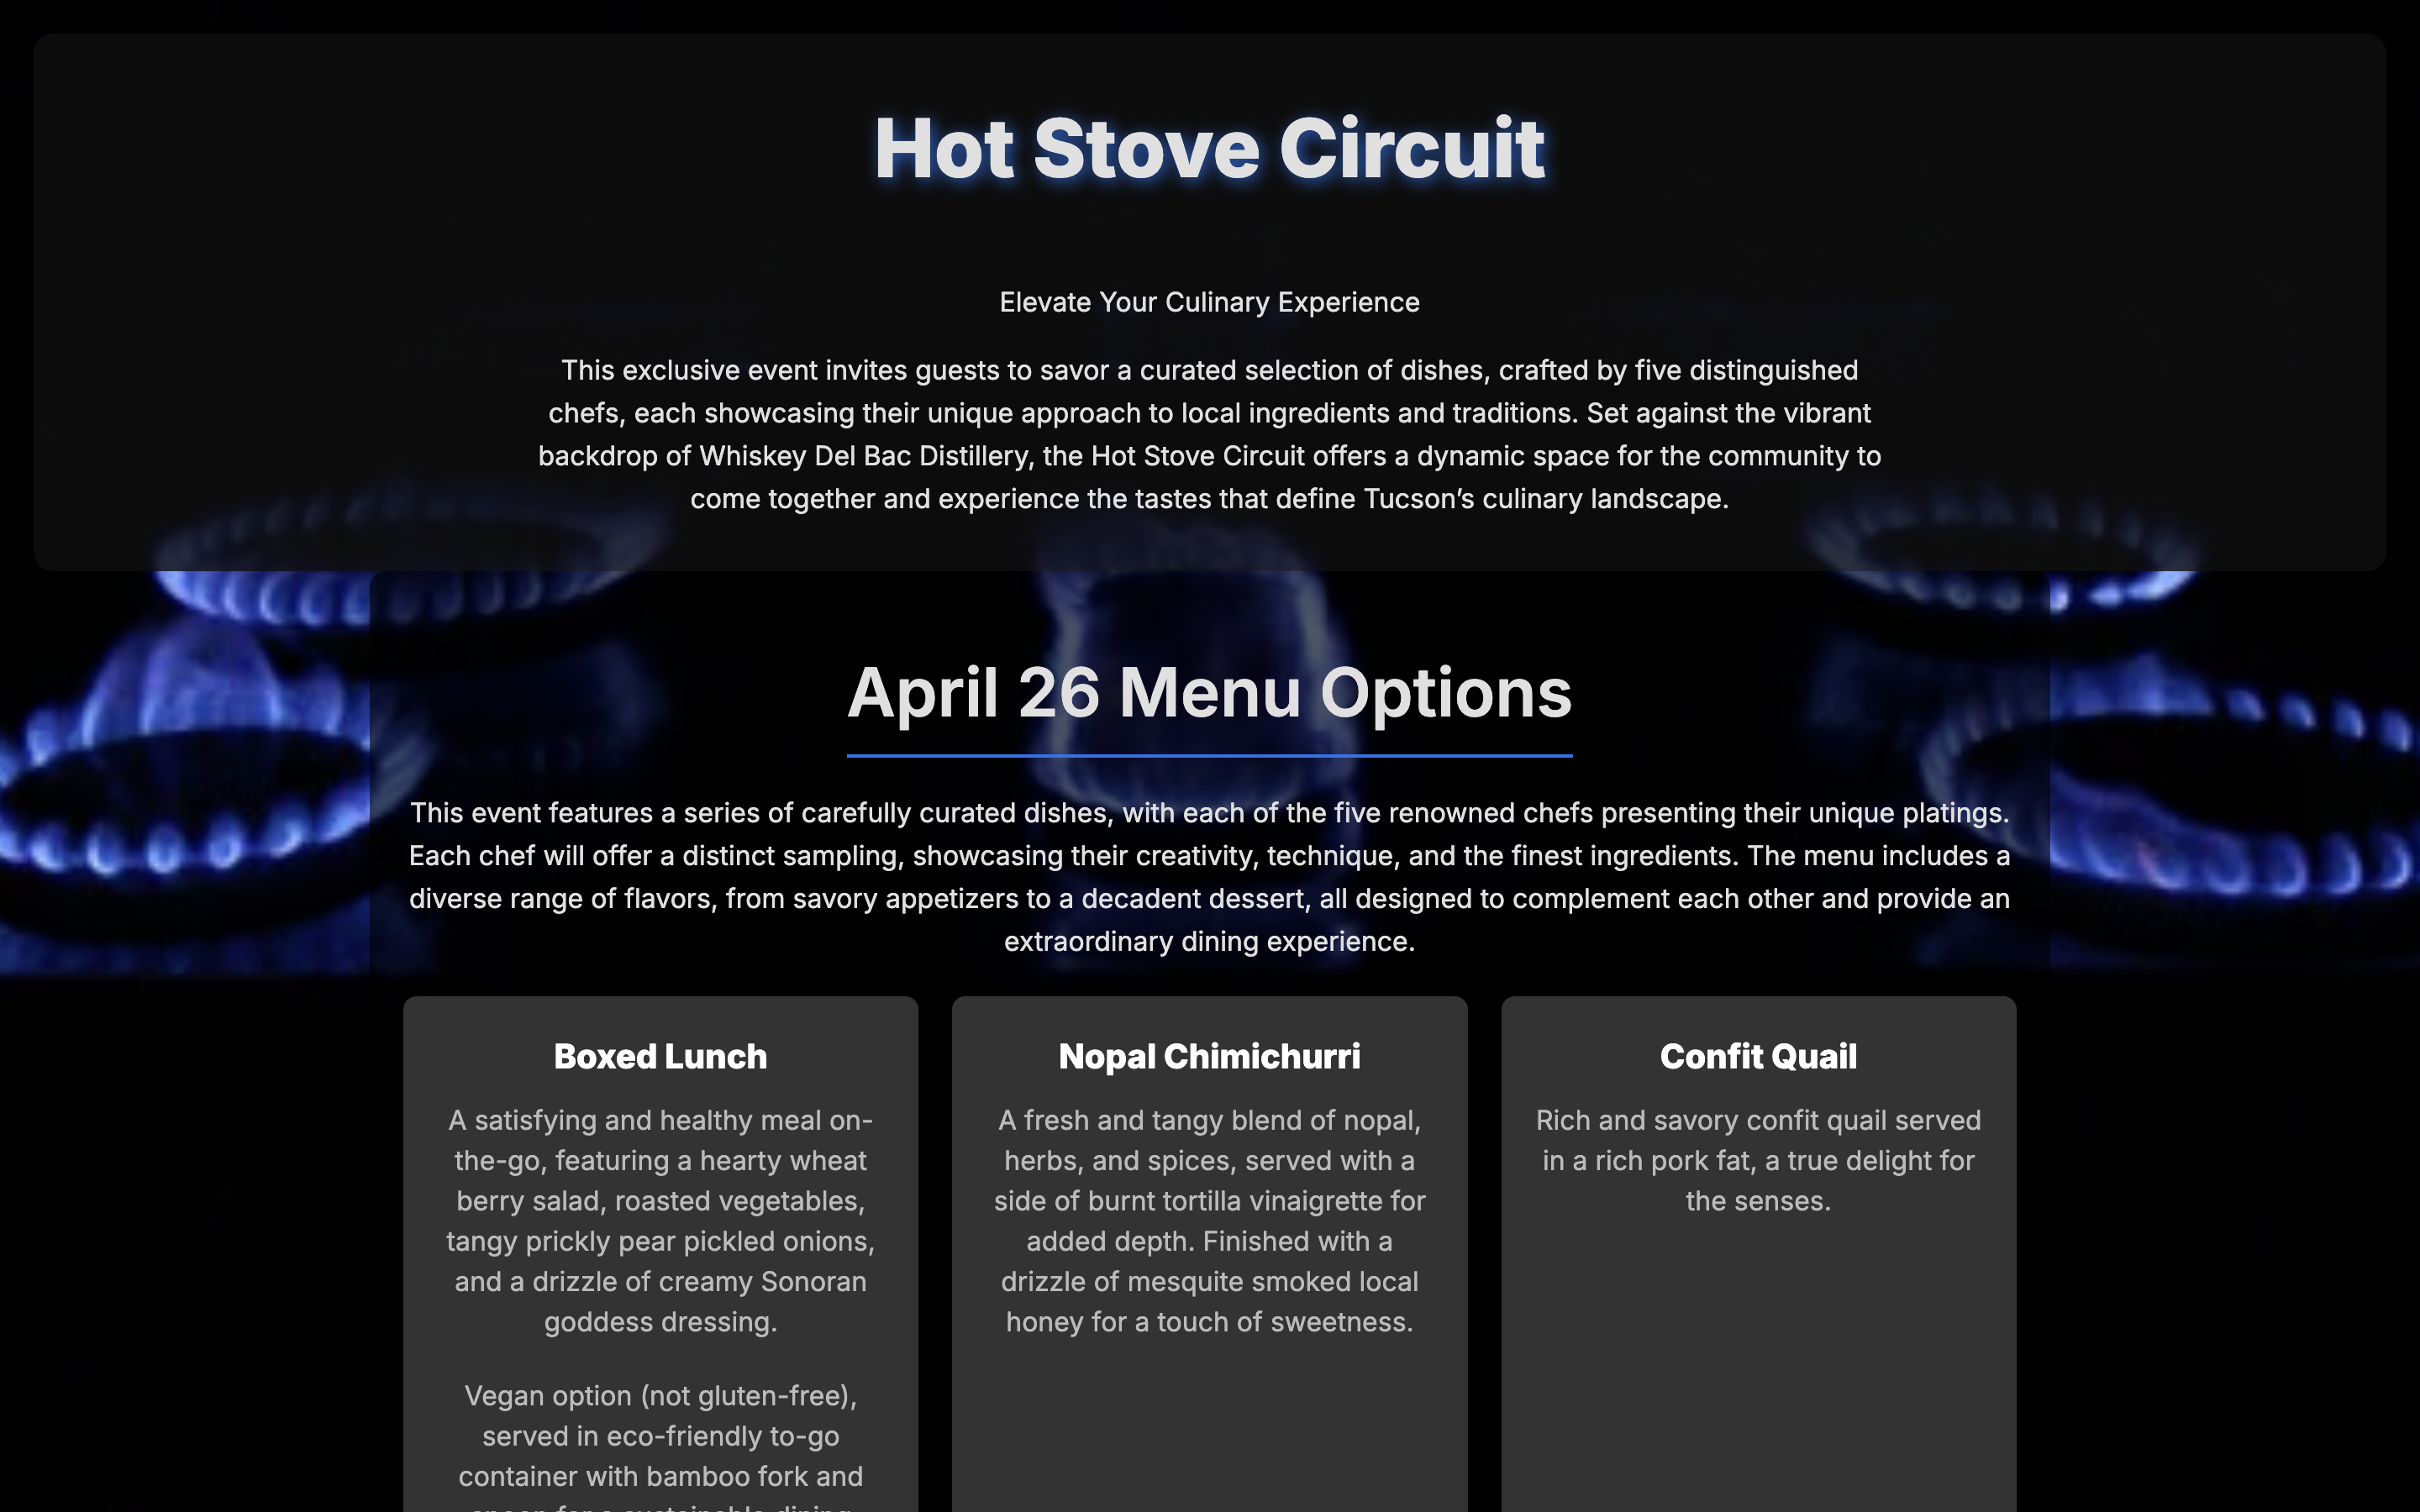 Hot Stove Circuit
Elevate Your Culinary Experience
This exclusive event invites guests to savor a curated selection of dishes, crafted by five distinguished
chefs, each showcasing their unique approach to local ingredients and traditions. Set against the vibrant
backdrop of Whiskey Del Bac Distillery, the Hot Stove Circuit offers a dynamic space for the community to
come together and experience the tastes that define Tucson’s culinary landscape.
April 26 Menu Options
This event features a series of carefully curated dishes, with each of the five renowned chefs presenting their unique platings.
Each chef will offer a distinct sampling, showcasing their creativity, technique, and the finest ingredients. The menu includes a
diverse range of flavors, from savory appetizers to a decadent dessert, all designed to complement each other and provide an
extraordinary dining experience.
Boxed Lunch
A satisfying and healthy meal on-
the-go, featuring a hearty wheat
berry salad, roasted vegetables,
tangy prickly pear pickled onions,
and a drizzle of creamy Sonoran
goddess dressing.
Vegan option (not gluten-free),
served in eco-friendly to-go
container with bamboo fork and
Nopal Chimichurri
A fresh and tangy blend of nopal,
herbs, and spices, served with a
side of burnt tortilla vinaigrette for
added depth. Finished with a
drizzle of mesquite smoked local
honey for a touch of sweetness.
Confit Quail
Rich and savory confit quail served
in a rich pork fat, a true delight for
the senses.